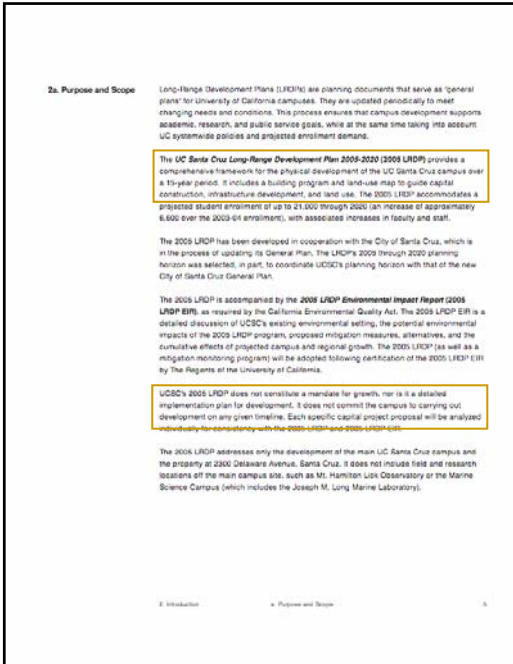 2a. Purpose and Scope
Long-Range Development Plans (LRDPs) are planning documents that serve as "general
plans" for University of California campuses. They are updated periodically to meet
changing needs and conditions. This process ensures that campus development supports
academic, research, and public service goals, while at the same time taking into account
UC systemwide policies and projected enrollment demand.
The UC Santa Cruz Long-Range Development Plan 2005-2020 (2005 LRDP) provides a
comprehensive framework for the physical development of the UC Santa Cruz campus over
a 15-year period. It includes a building program and land-use map to guide capital
construction, infrastructure development, and land use. The 2005 LRDP accommodates a
projected student enrollment of up to 21,000 through 2020 (an increase of approximately
6,600 over the 2003-04 enrollment), with associated increases in faculty and staff.
The 2005 LRDP has been developed in cooperation with the City of Santa Cruz, which is
in the process of updating its General Plan. The LRDP's 2005 through 2020 planning
horizon was selected, in part, to coordinate UCSC's planning horizon with that of the new
City of Santa Cruz General Plan.
The 2005 LRDP is accompanied by the 2005 LRDP Environmental Impact Report (2005
LRDP EIR), as required by the California Environmental Quality Act. The 2005 LRDP EIR is a
detailed discussion of UCSC's existing environmental setting, the potential environmental
impacts of the 2005 LRDP program, proposed mitigation measures, alternatives, and the
cumulative effects of projected campus and regional growth. The 2005 LRDP (as well as a
mitigation monitoring program) will be adopted following certification of the 2005 LRDP EIR
by The Regents of the University of California.
UCSC's 2005 LRDP does not constitute a mandate for growth, nor is it a detailed
implementation plan for development. It does not commit the campus to carrying out
development on any given timeline. Each specific capital project proposal will be analyzed
individually for consistency with the 2005 LRDP and 2005 LRDP EIR.
The 2005 LRDP addresses only the development of the main UC Santa Cruz campus and
the property at 2300 Delaware Avenue, Santa Cruz. It does not include field and research
locations off the main campus site, such as Mt. Hamilton Lick Observatory or the Marine
Science Campus (which includes the Joseph M. Long Marine Laboratory).
2. Introduction a. Purpose and Scope 5